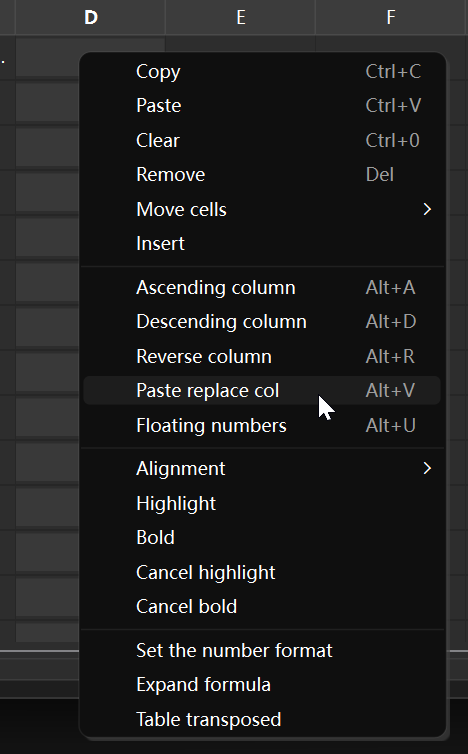 D E F
.
Copy Ctrl+C
Paste Ctrl+V
Clear Ctrl+0
Remove Del
Move cells
Insert
Ascending column Alt+A
Descending column Alt+D
Reverse column Alt+R
Paste replace col Alt+V
Floating numbers Alt+U
Alignment
Highlight
Bold
Cancel highlight
Cancel bold
Set the number format
Expand formula
Table transposed